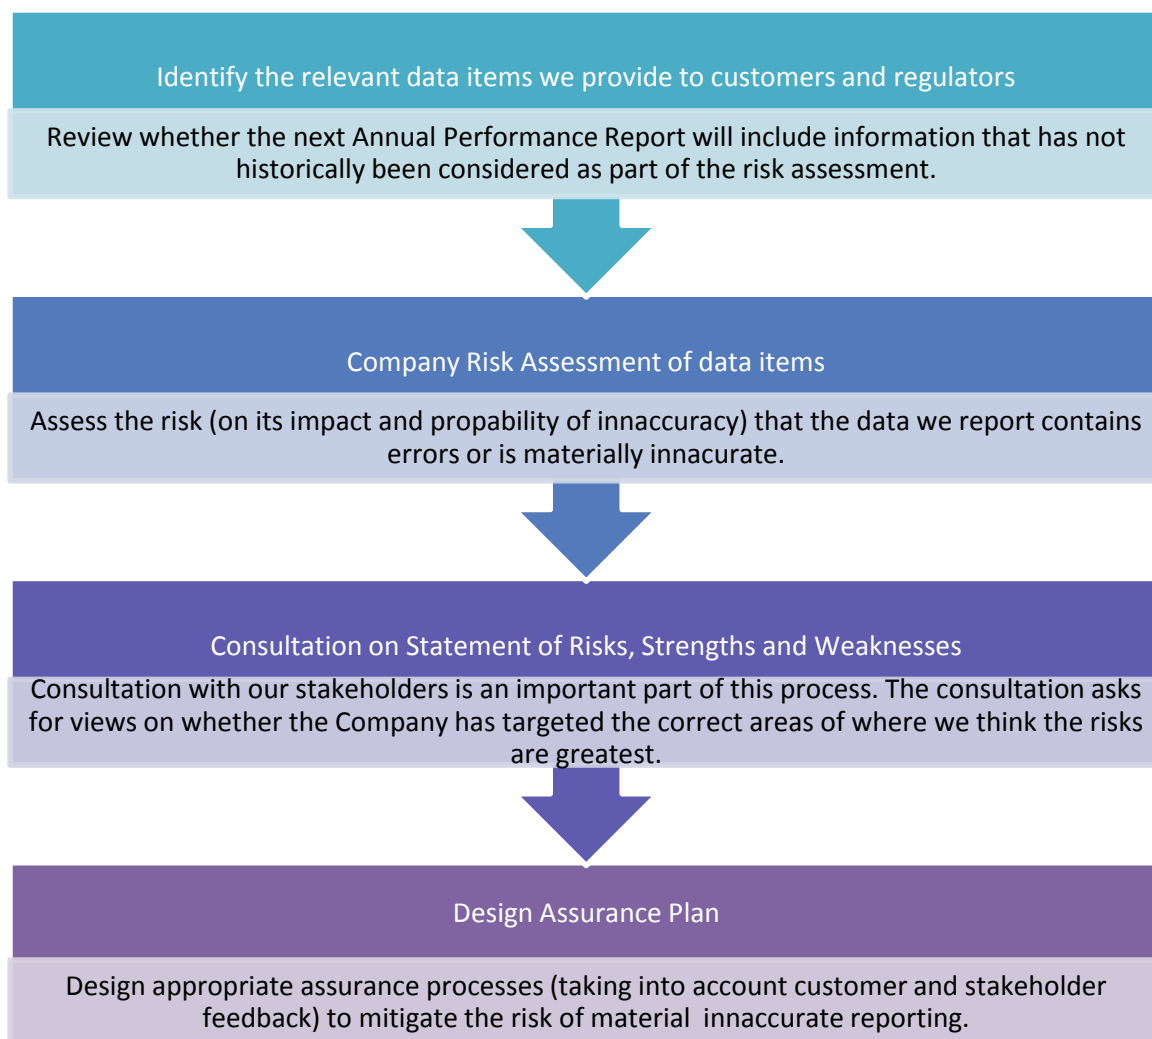 Identify the relevant data items we provide to customers and regulators
Review whether the next Annual Performance Report will include information that has not
historically been considered as part of the risk assessment.
Company Risk Assessment of data items
Assess the risk (on its impact and propability of innaccuracy) that the data we report contains
errors or is materially innacurate.
Consultation on Statement of Risks, Strengths and Weaknesses
Consultation with our stakeholders is an important part of this process. The consultation asks
for views on whether the Company has targeted the correct areas of where we think the risks
are greatest.
Design Assurance Plan
Design appropriate assurance processes (taking into account customer and stakeholder
feedback) to mitigate the risk of material  innaccurate reporting.